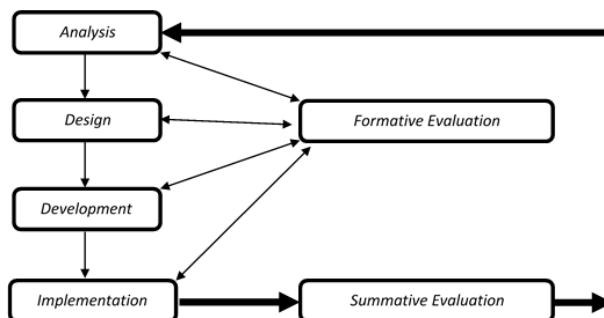 Analysis
Design
Formative Evaluation
Development
Implementation
Summative Evaluation